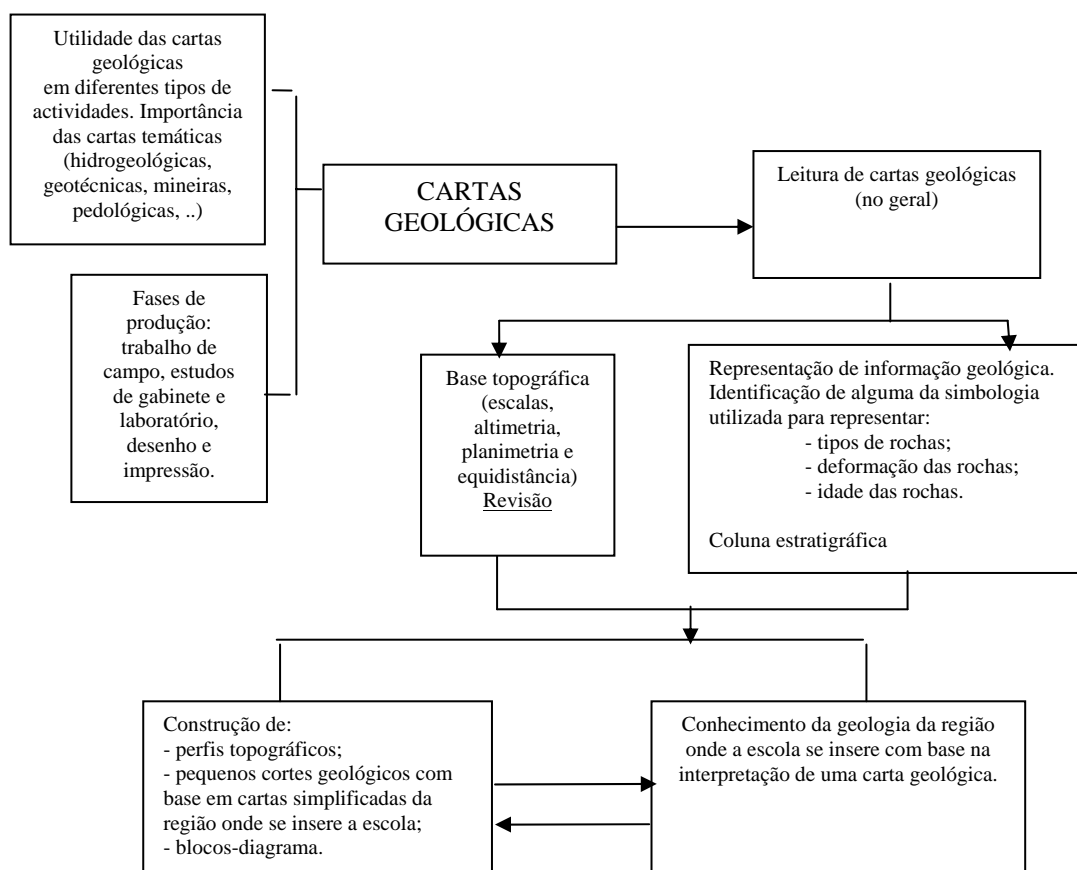 Utilidade das cartas
geológicas
em diferentes tipos de
actividades. Importância
das cartas temáticas
(hidrogeológicas,
geotécnicas, mineiras,
pedológicas, ..)
CARTAS
GEOLÓGICAS
Leitura de cartas geológicas
(no geral)
Fases de
produção:
trabalho de
campo, estudos
de gabinete e
laboratório,
desenho e
impressão.
Base topográfica
(escalas,
altimetria,
planimetria e
equidistância)
Revisão
Representação de informação geológica.
Identificação de alguma da simbologia
utilizada para representar:
- tipos de rochas;
- deformação das rochas;
- idade das rochas.
Coluna estratigráfica
Construção de:
- perfis topográficos;
- pequenos cortes geológicos com
base em cartas simplificadas da
região onde se insere a escola;
- blocos-diagrama.
Conhecimento da geologia da região
onde a escola se insere com base na
interpretação de uma carta geológica.